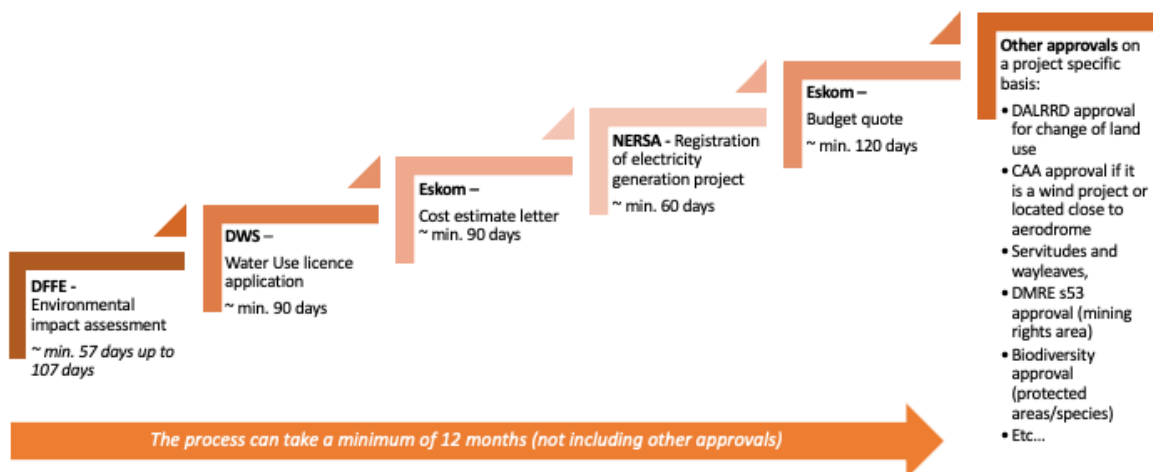 DFFE -
Environmental
impact assessment
~ min. 57 days up to
107 days
DWS –
Water Use licence
application
~ min. 90 days
Eskom –
Cost estimate letter
~ min. 90 days
NERSA - Registration
of electricity
generation project
~ min. 60 days
Eskom –
Budget quote
~ min. 120 days
Other approvals on
a project specific
basis:
• DALRRD approval
for change of land
use
• CAA approval if it
is a wind project or
located close to
aerodrome
• Servitudes and
wayleaves,
• DMRE s53
approval (mining
rights area)
• Biodiversity
approval
(protected
areas/species)
• Etc...
The process can take a minimum of 12 months (not including other approvals)